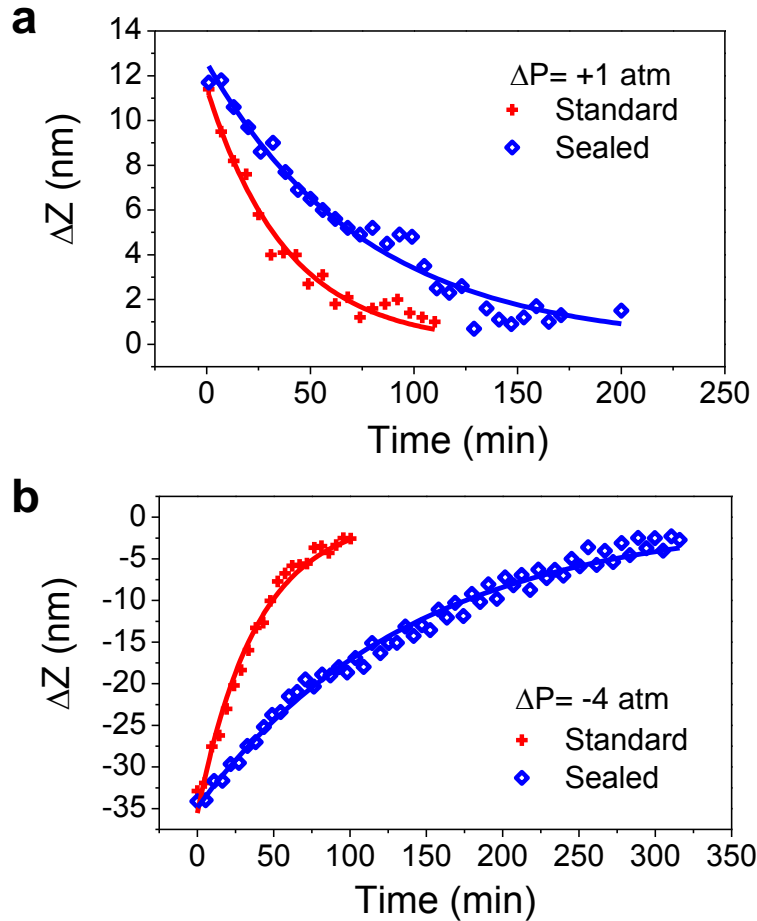 a
14
12
10
8
6
4
2
0
ΔZ (nm)
ΔP= +1 atm
Standard
Sealed
0 50 100 150 200 250
Time (min)
b
0
-5
-10
-15
-20
-25
-30
-35
ΔZ (nm)
ΔP= -4 atm
Standard
Sealed
0 50 100 150 200 250 300 350
Time (min)